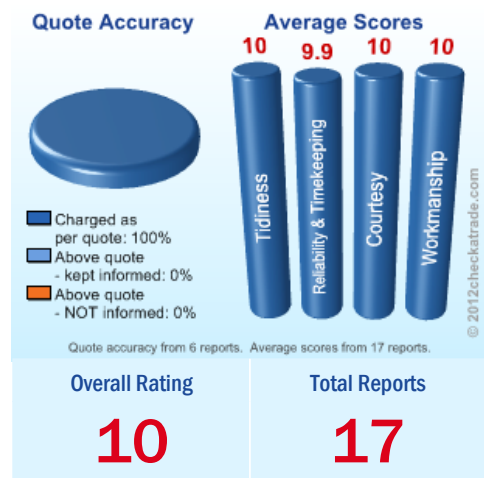 Quote Accuracy
Average Scores
10
9.9
10
10
Tidiness
Reliability & Timekeeping
Courtesy
Workmanship
Charged as
per quote: 100%
Above quote
- kept informed: 0%
Above quote
- NOT informed: 0%
© 2012checkatrade.com
Quote accuracy from 6 reports. Average scores from 17 reports.
Overall Rating
Total Reports
10
17